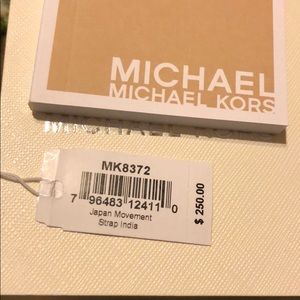 MICHAEL
MICHAEL KORS
MK8372
7 96483 12411 0
Japan Movement
Strap India
$ 250.00